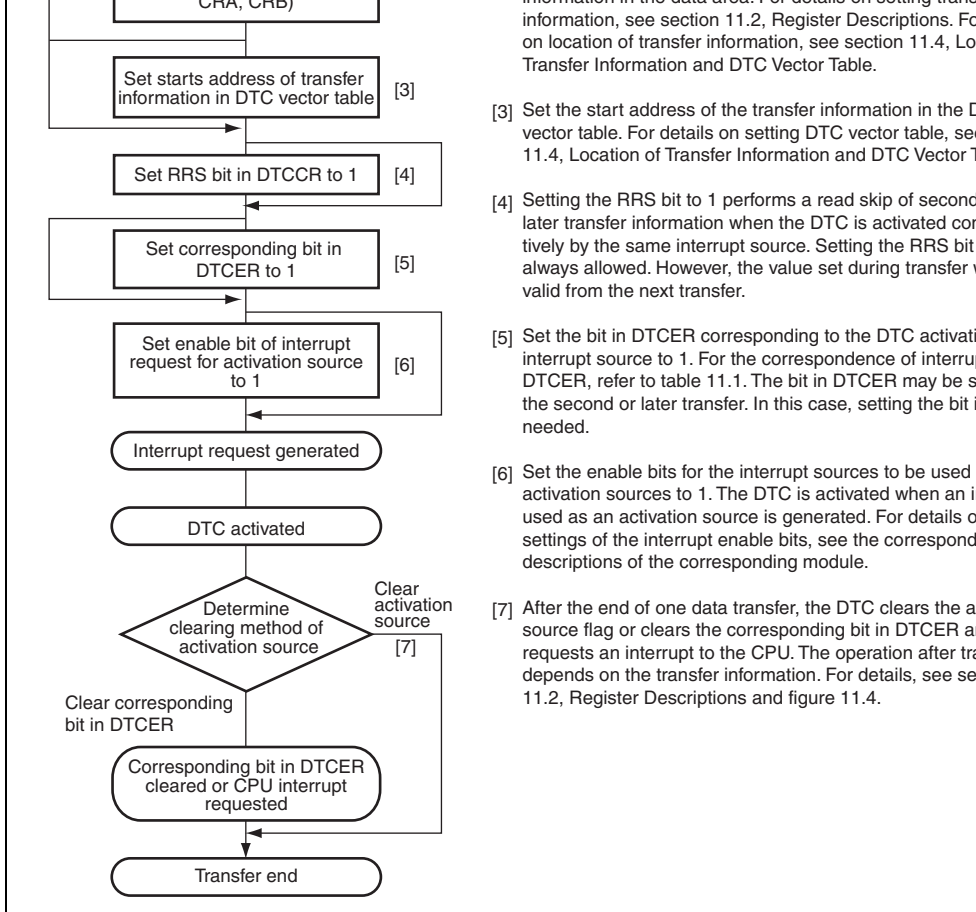 CRA, CRB)
Set starts address of transfer
information in DTC vector table
[3]
Set RRS bit in DTCCR to 1
[4]
Set corresponding bit in
DTCER to 1
[5]
Set enable bit of interrupt
request for activation source
to 1
[6]
Interrupt request generated
DTC activated
Determine
clearing method of
activation source
Clear
activation
source
[7]
Clear corresponding
bit in DTCER
Corresponding bit in DTCER
cleared or CPU interrupt
requested
Transfer end
information in the data area. For details on setting
information, see section 11.2, Register Descriptions.
on location of transfer information, see section 11.4,
Transfer Information and DTC Vector Table.
[3] Set the start address of the transfer information in the
vector table. For details on setting DTC vector table,
11.4, Location of Transfer Information and DTC Vector
[4] Setting the RRS bit to 1 performs a read skip of
later transfer information when the DTC is activated
tively by the same interrupt source. Setting the RRS bit
always allowed. However, the value set during transfer
valid from the next transfer.
[5] Set the bit in DTCER corresponding to the DTC
interrupt source to 1. For the correspondence of
DTCER, refer to table 11.1. The bit in DTCER may be
the second or later transfer. In this case, setting the bit
needed.
[6] Set the enable bits for the interrupt sources to be used
activation sources to 1. The DTC is activated when an
used as an activation source is generated. For details
settings of the interrupt enable bits, see the
descriptions of the corresponding module.
[7] After the end of one data transfer, the DTC clears the
source flag or clears the corresponding bit in DTCER
requests an interrupt to the CPU. The operation after
depends on the transfer information. For details, see
11.2, Register Descriptions and figure 11.4.